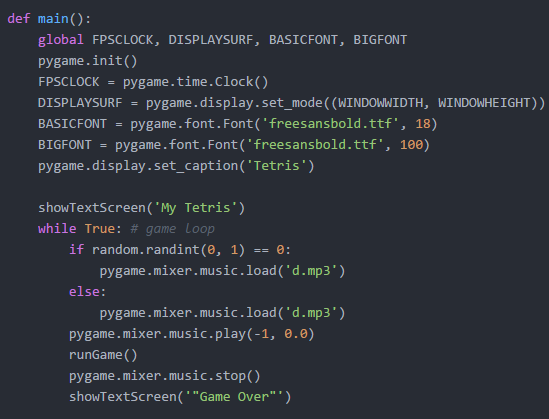 def main():
    global FPSCLOCK, DISPLAYSURF, BASICFONT, BIGFONT
    pygame.init()
    FPSCLOCK = pygame.time.Clock()
    DISPLAYSURF = pygame.display.set_mode((WINDOWWIDTH, WINDOWHEIGHT))
    BASICFONT = pygame.font.Font('freesansbold.ttf', 18)
    BIGFONT = pygame.font.Font('freesansbold.ttf', 100)
    pygame.display.set_caption('Tetris')

    showTextScreen('My Tetris')
    while True: # game loop
        if random.randint(0, 1) == 0:
            pygame.mixer.music.load('d.mp3')
        else:
            pygame.mixer.music.load('d.mp3')
        pygame.mixer.music.play(-1, 0.0)
        runGame()
        pygame.mixer.music.stop()
        showTextScreen('"Game Over"')